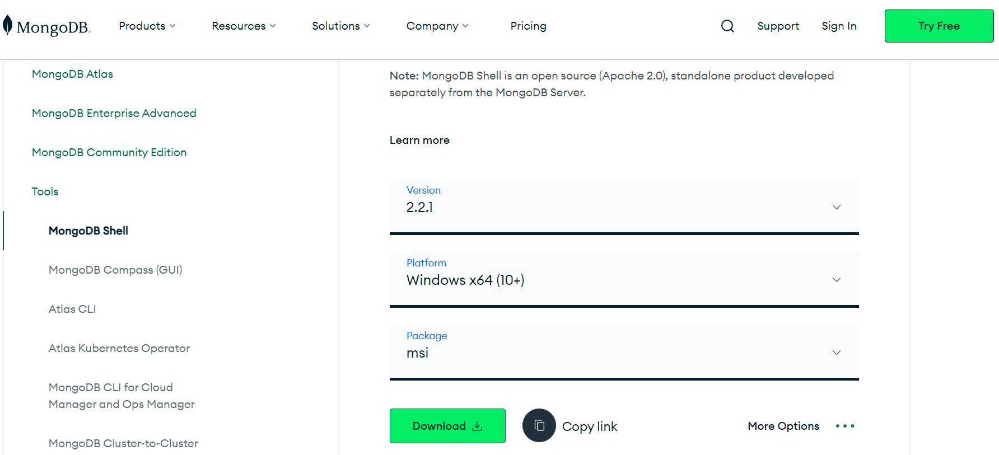 MongoDB.
Products
Resources
Solutions
Company
Pricing
Support
Sign In
Try Free
MongoDB Atlas
MongoDB Enterprise Advanced
MongoDB Community Edition
Tools
MongoDB Shell
MongoDB Compass (GUI)
Atlas CLI
Atlas Kubernetes Operator
MongoDB CLI for Cloud
Manager and Ops Manager
MongoDB Cluster-to-Cluster
Note: MongoDB Shell is an open source (Apache 2.0), standalone product developed
separately from the MongoDB Server.
Learn more
Version
2.2.1
Platform
Windows x64 (10+)
Package
msi
Download
Copy link
More Options